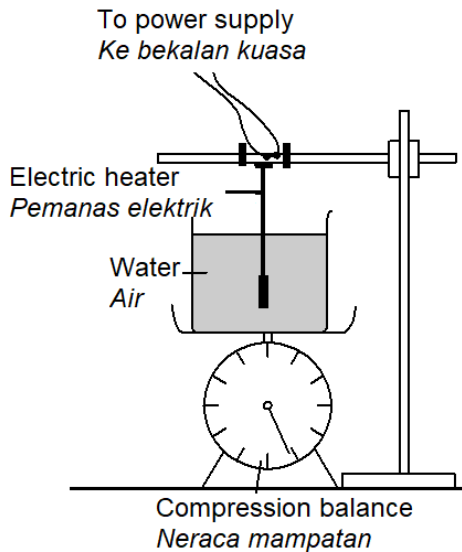 To power supply
Ke bekalan kuasa
Electric heater
Pemanas elektrik
Water
Air
Compression balance
Neraca mampatan